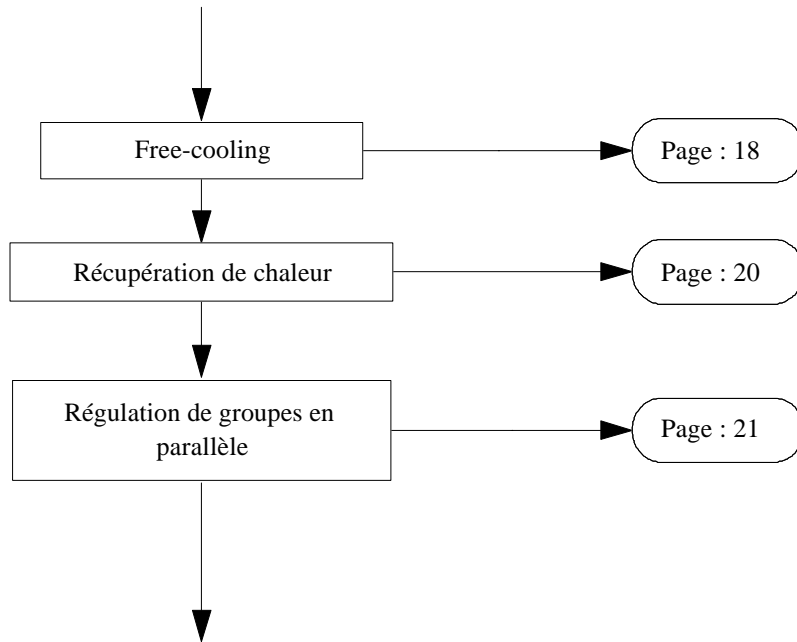 Free-cooling
Page : 18
Récupération de chaleur
Page : 20
Régulation de groupes en
parallèle
Page : 21